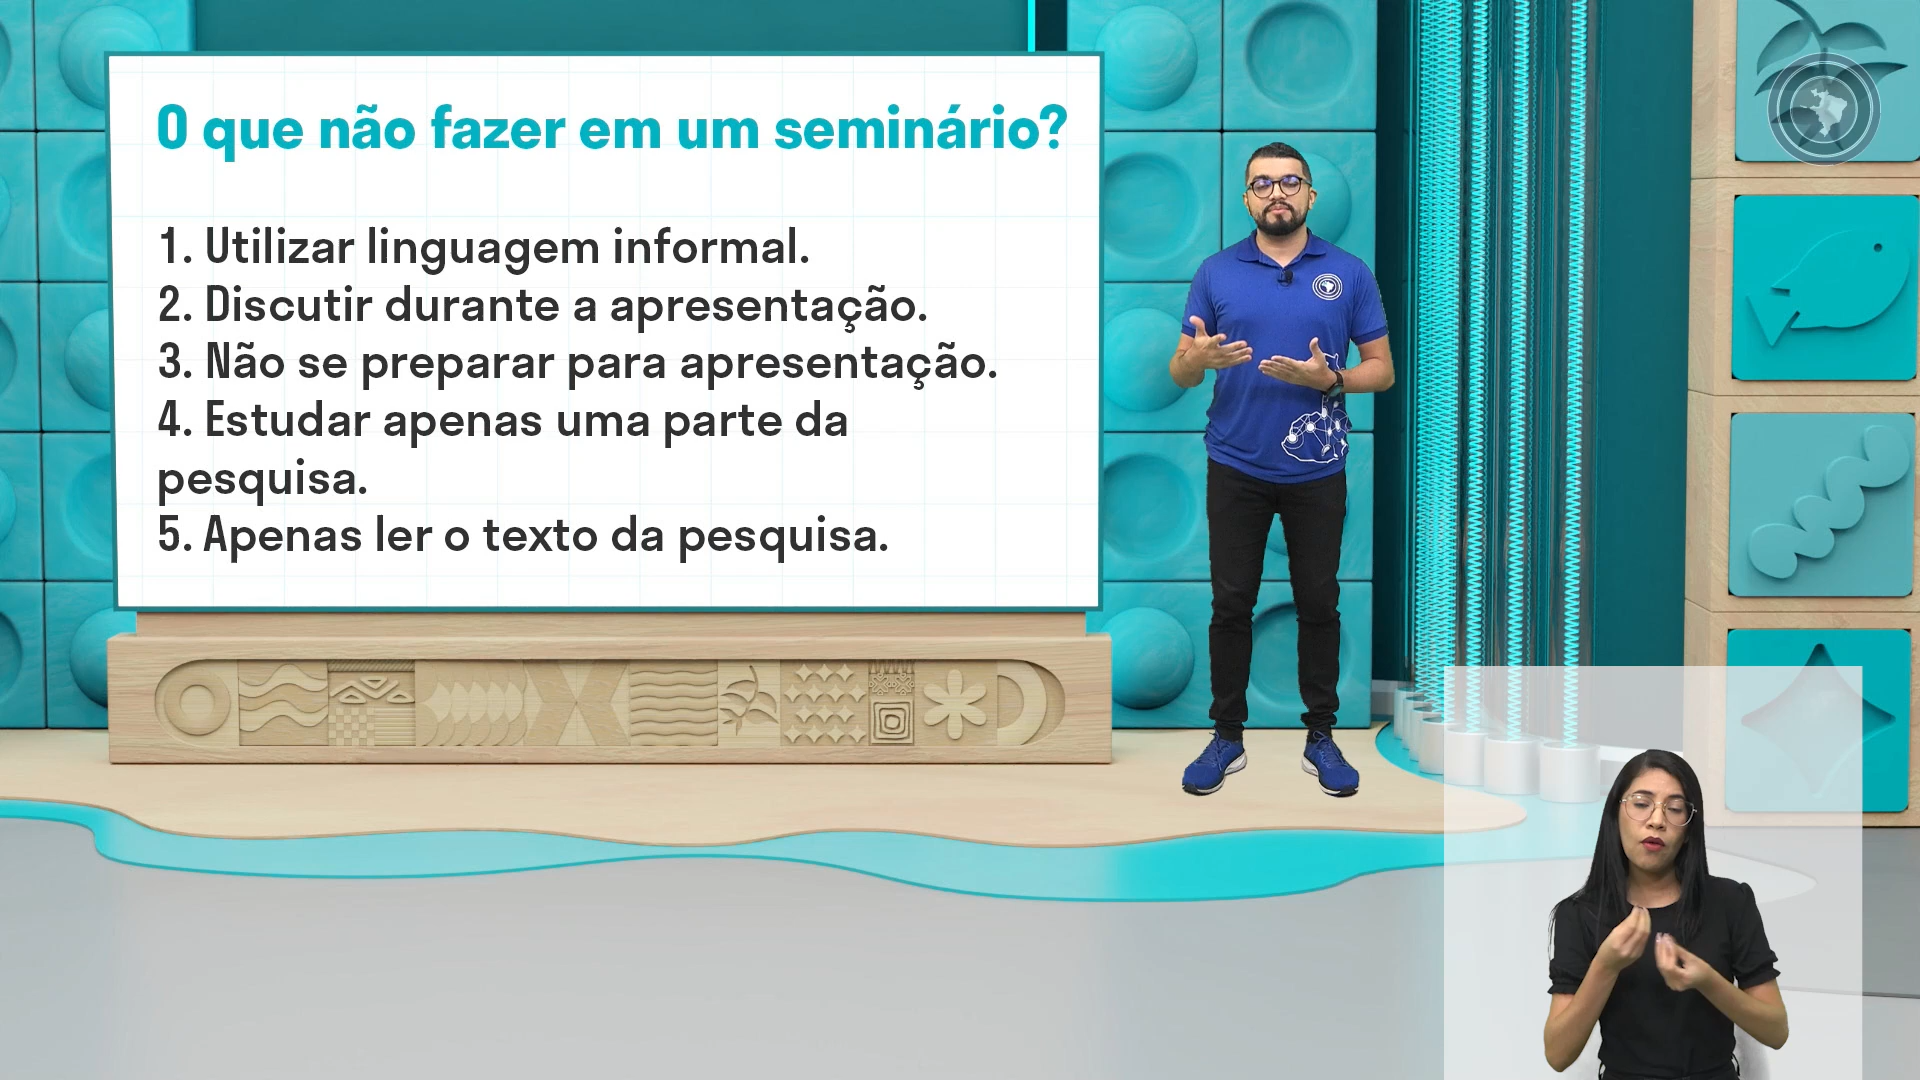 O que não fazer em um seminário?
1. Utilizar linguagem informal.
2. Discutir durante a apresentação.
3. Não se preparar para apresentação.
4. Estudar apenas uma parte da
pesquisa.
5. Apenas ler o texto da pesquisa.